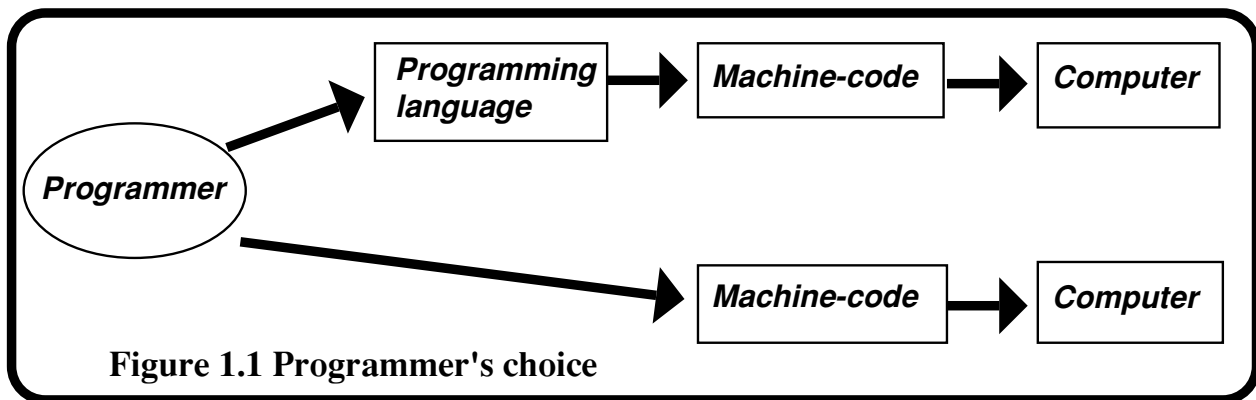 Programming
language
Machine-code
Computer
Programmer
Machine-code
Computer
Figure 1.1 Programmer's choice